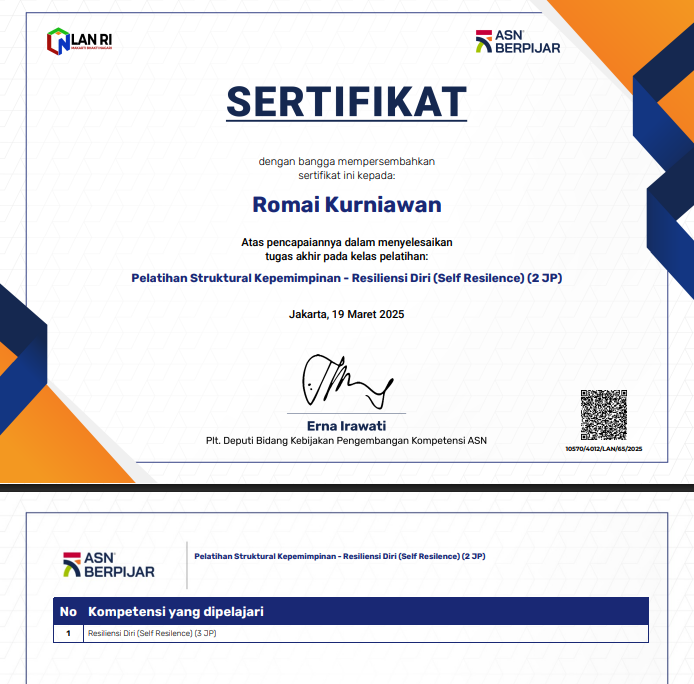 LAN RI
MAKARTI BHAKTI NAGARI
ASN
BERPIJAR
SERTIFIKAT
dengan bangga mempersembahkan
sertifikat ini kepada:
Romai Kurniawan
Atas pencapaiannya dalam menyelesaikan
tugas akhir pada kelas pelatihan:
Pelatihan Struktural Kepemimpinan - Resiliensi Diri (Self Resilence) (2 JP)
Jakarta, 19 Maret 2025
Erna Irawati
Plt. Deputi Bidang Kebijakan Pengembangan Kompetensi ASN
10570/4012/LAN/65/2025
ASN
BERPIJAR
Pelatihan Struktural Kepemimpinan - Resiliensi Diri (Self Resilence) (2 JP)
No Kompetensi yang dipelajari
1 Resiliensi Diri (Self Resilence) (3 JP)